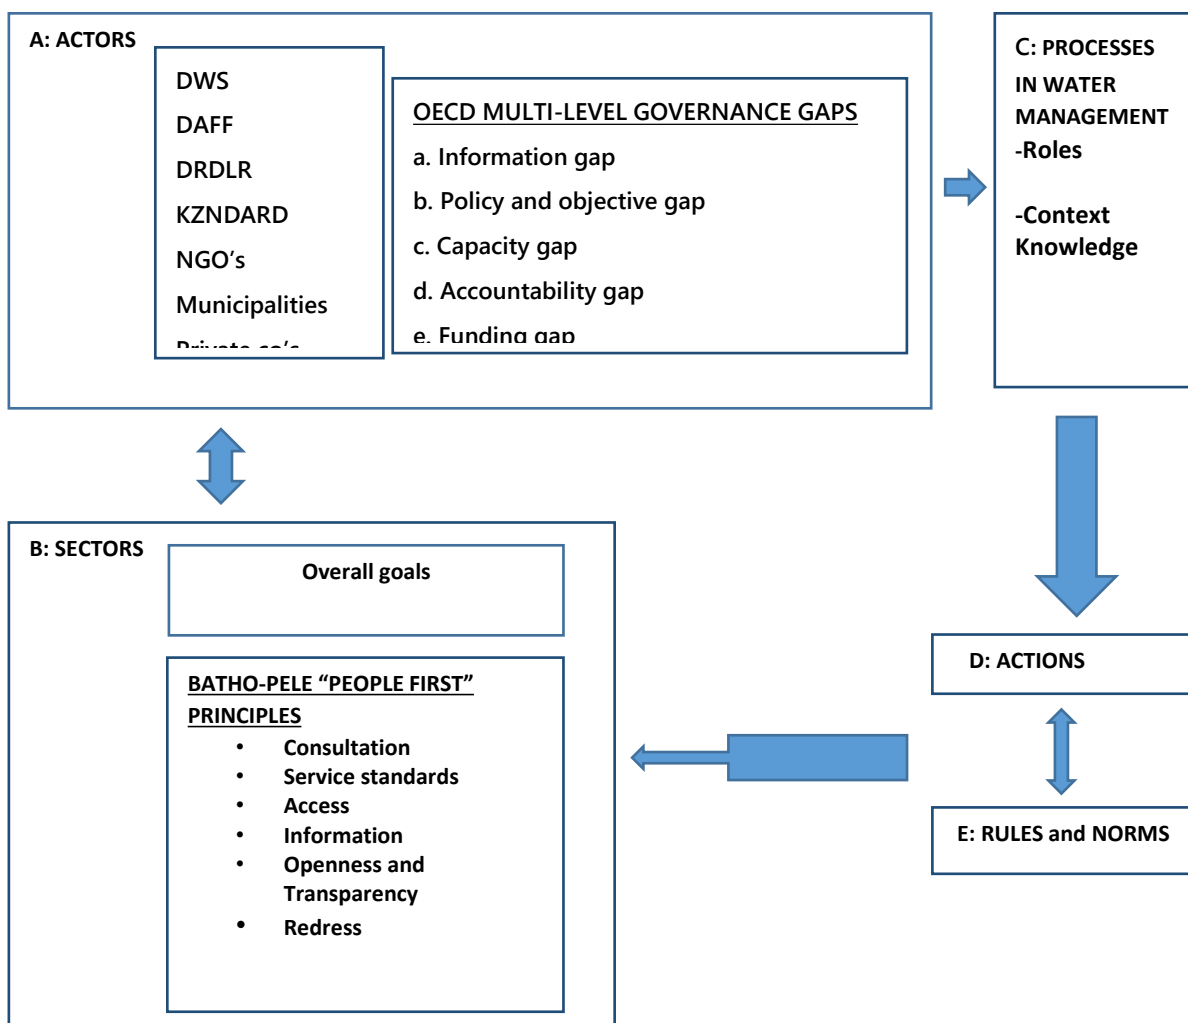 A: ACTORS
DWS
DAFF
DRDLR
KZNDARD
NGO’s
Municipalities
Private co’s
OECD MULTI-LEVEL GOVERNANCE GAPS
a. Information gap
b. Policy and objective gap
c. Capacity gap
d. Accountability gap
e. Funding gap
C: PROCESSES
IN WATER
MANAGEMENT
-Roles
-Context
Knowledge
B: SECTORS
Overall goals
BATHO-PELE “PEOPLE FIRST”
PRINCIPLES
• Consultation
• Service standards
• Access
• Information
• Openness and
Transparency
• Redress
D: ACTIONS
E: RULES and NORMS